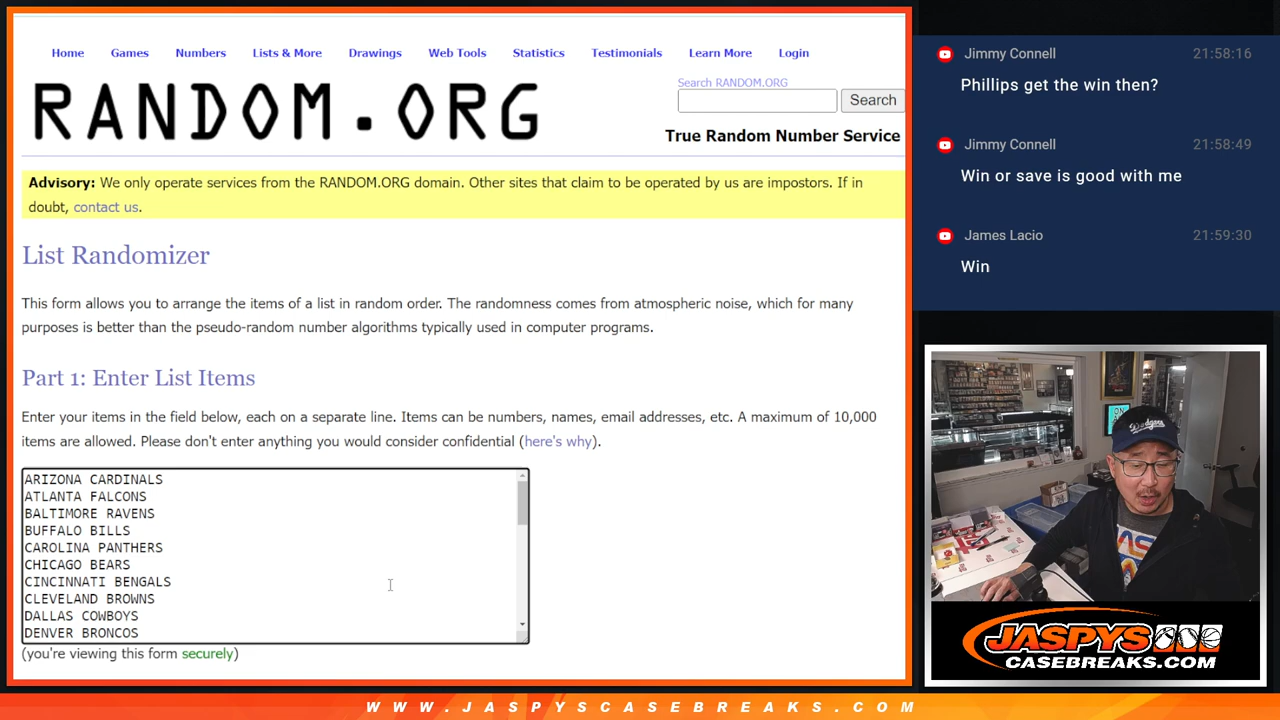 Home Games Numbers Lists & More Drawings Web Tools Statistics Testimonials Learn More Login
Search RANDOM.ORG
RANDOM.ORG
Search
True Random Number Service
Advisory: We only operate services from the RANDOM.ORG domain. Other sites that claim to be operated by us are impostors. If in
doubt, contact us.
List Randomizer
This form allows you to arrange the items of a list in random order. The randomness comes from atmospheric noise, which for many
purposes is better than the pseudo-random number algorithms typically used in computer programs.
Part 1: Enter List Items
Enter your items in the field below, each on a separate line. Items can be numbers, names, email addresses, etc. A maximum of 10,000
items are allowed. Please don't enter anything you would consider confidential (here's why).
ARIZONA CARDINALS
ATLANTA FALCONS
BALTIMORE RAVENS
BUFFALO BILLS
CAROLINA PANTHERS
CHICAGO BEARS
CINCINNATI BENGALS
CLEVELAND BROWNS
DALLAS COWBOYS
DENVER BRONCOS
(you're viewing this form securely)
Jimmy Connell 21:58:16
Phillips get the win then?
Jimmy Connell 21:58:49
Win or save is good with me
James Lacio 21:59:30
Win
Dodgers
JASPYS
CASEBREAKS.COM
WWW.JASPYSCASEBREAKS.COM